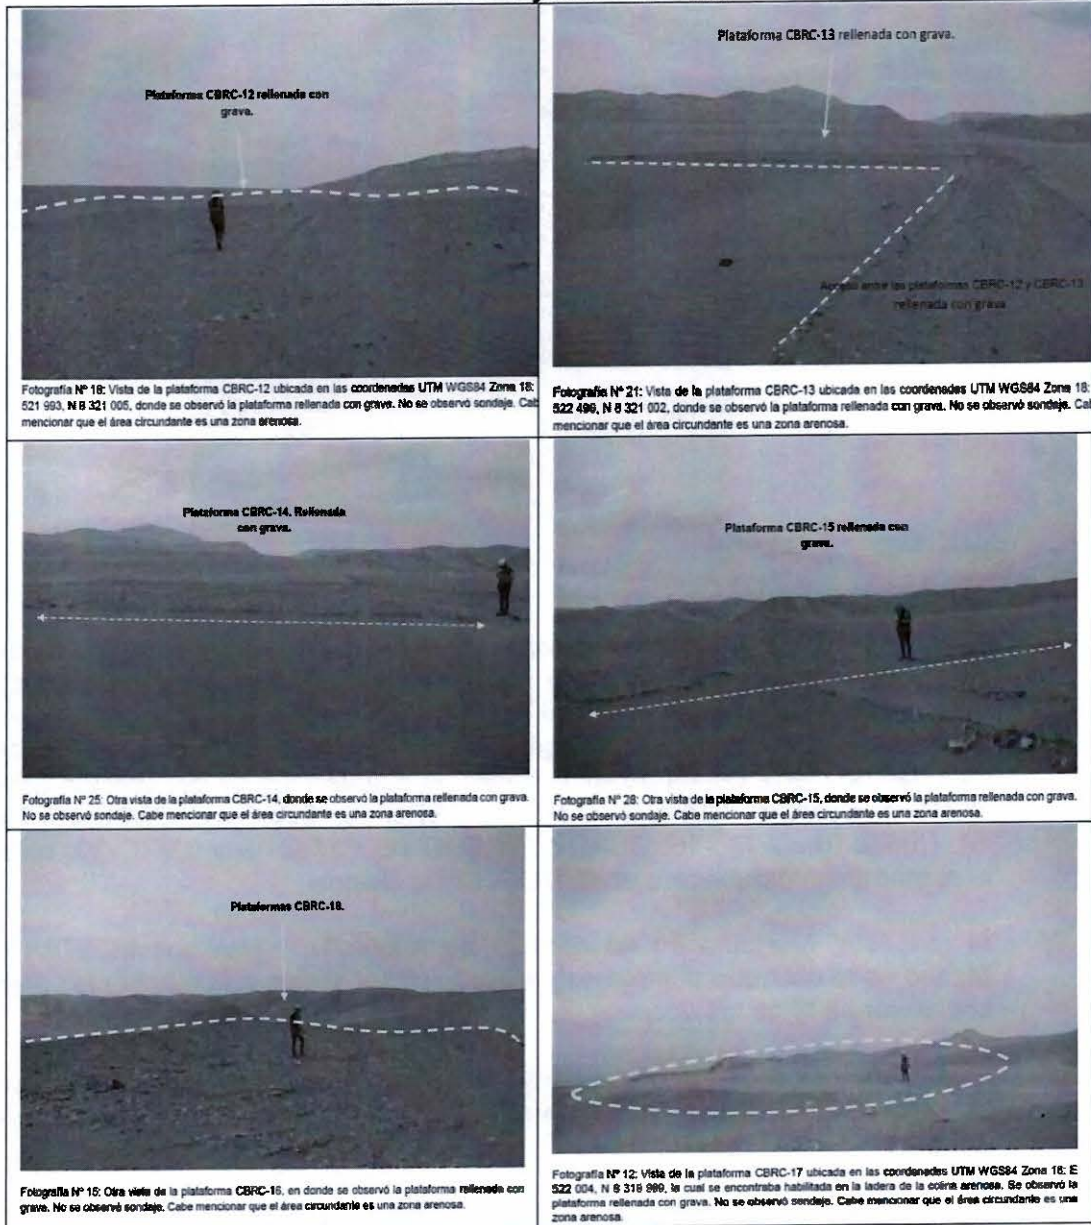 Plataforma CBRC-12 rellenada con
grava.
Plataforma CBRC-13 rellenada con grava.
Acceso entre las plataformas CBRC-12 y CBRC-13
rellenada con grava
Fotografía N° 18: Vista de la plataforma CBRC-12 ubicada en las coordenadas UTM WGS84 Zona 18:
521 993, N 8 321 005, donde se observó la plataforma rellenada con grava. No se observó sondaje. Cab
mencionar que el área circundante es una zona arenosa.
Fotografía N° 21: Vista de la plataforma CBRC-13 ubicada en las coordenadas UTM WGS84 Zona 18:
522 496, N 8 321 002, donde se observó la plataforma rellenada con grava. No se observó sondaje. Cab
mencionar que el área circundante es una zona arenosa.
Plataforma CBRC-14. Rellenada
con grava.
Plataforma CBRC-15 rellenada con
grava.
Fotografía N° 25: Otra vista de la plataforma CBRC-14, donde se observó la plataforma rellenada con grava.
No se observó sondaje. Cabe mencionar que el área circundante es una zona arenosa.
Fotografía N° 28: Otra vista de la plataforma CBRC-15, donde se observó la plataforma rellenada con grava.
No se observó sondaje. Cabe mencionar que el área circundante es una zona arenosa.
Plataformas CBRC-16.
Fotografía N° 15: Otra vista de la plataforma CBRC-16, en donde se observó la plataforma rellenada con
grava. No se observó sondaje. Cabe mencionar que el área circundante es una zona arenosa.
Fotografía N° 12: Vista de la plataforma CBRC-17 ubicada en las coordenadas UTM WGS84 Zona 18: E
522 004, N 8 319 999, la cual se encontraba habilitada en la ladera de la colina arenosa. Se observó la
plataforma rellenada con grava. No se observó sondaje. Cabe mencionar que el área circundante es una
zona arenosa.